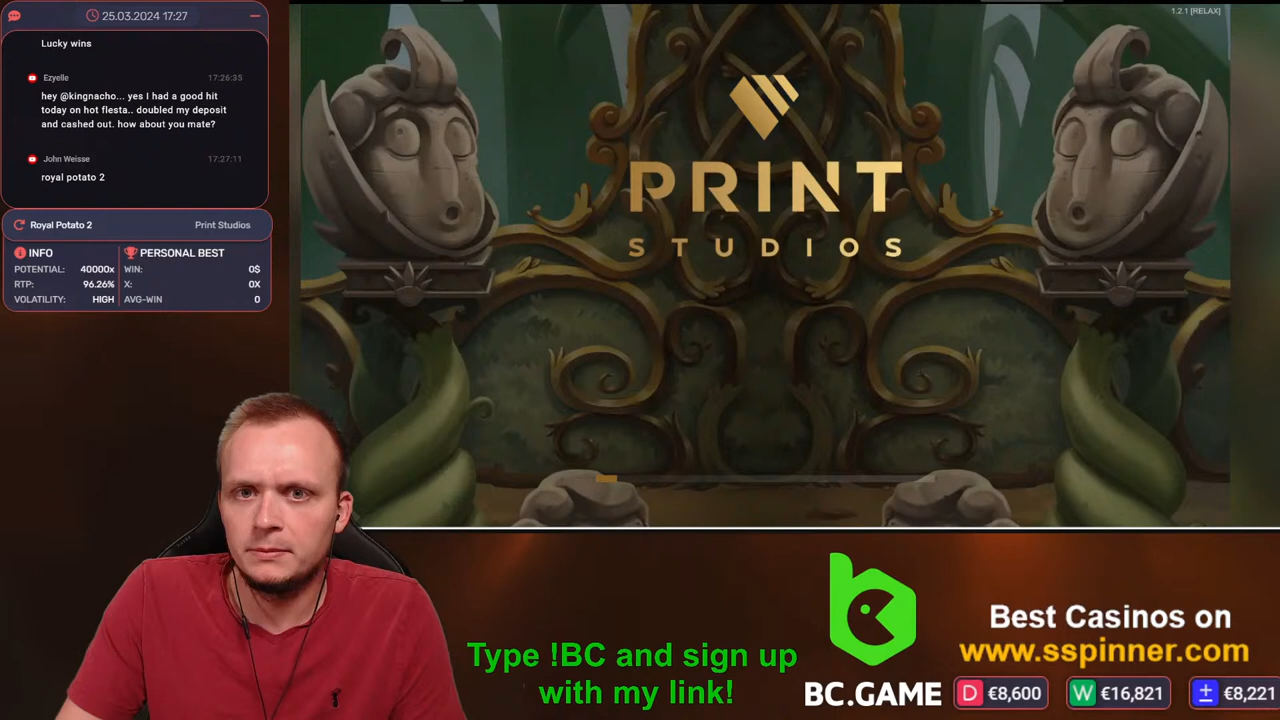 25.03.2024 17:27
Lucky wins
Ezyelle 17:26:35
hey @kingnacho... yes I had a good hit
today on hot fIesta.. doubled my deposit
and cashed out. how about you mate?
John Weisse 17:27:11
royal potato 2
Royal Potato 2 Print Studios
INFO
POTENTIAL: 40000x
RTP: 96.26%
VOLATILITY: HIGH
PERSONAL BEST
WIN: 0$
X: 0X
AVG-WIN 0
1.2.1 [RELAX]
PRINT
STUDIOS
Type !BC and sign up
with my link!
BC.GAME
Best Casinos on
www.sspinner.com
D €8,600
W €16,821
± €8,221